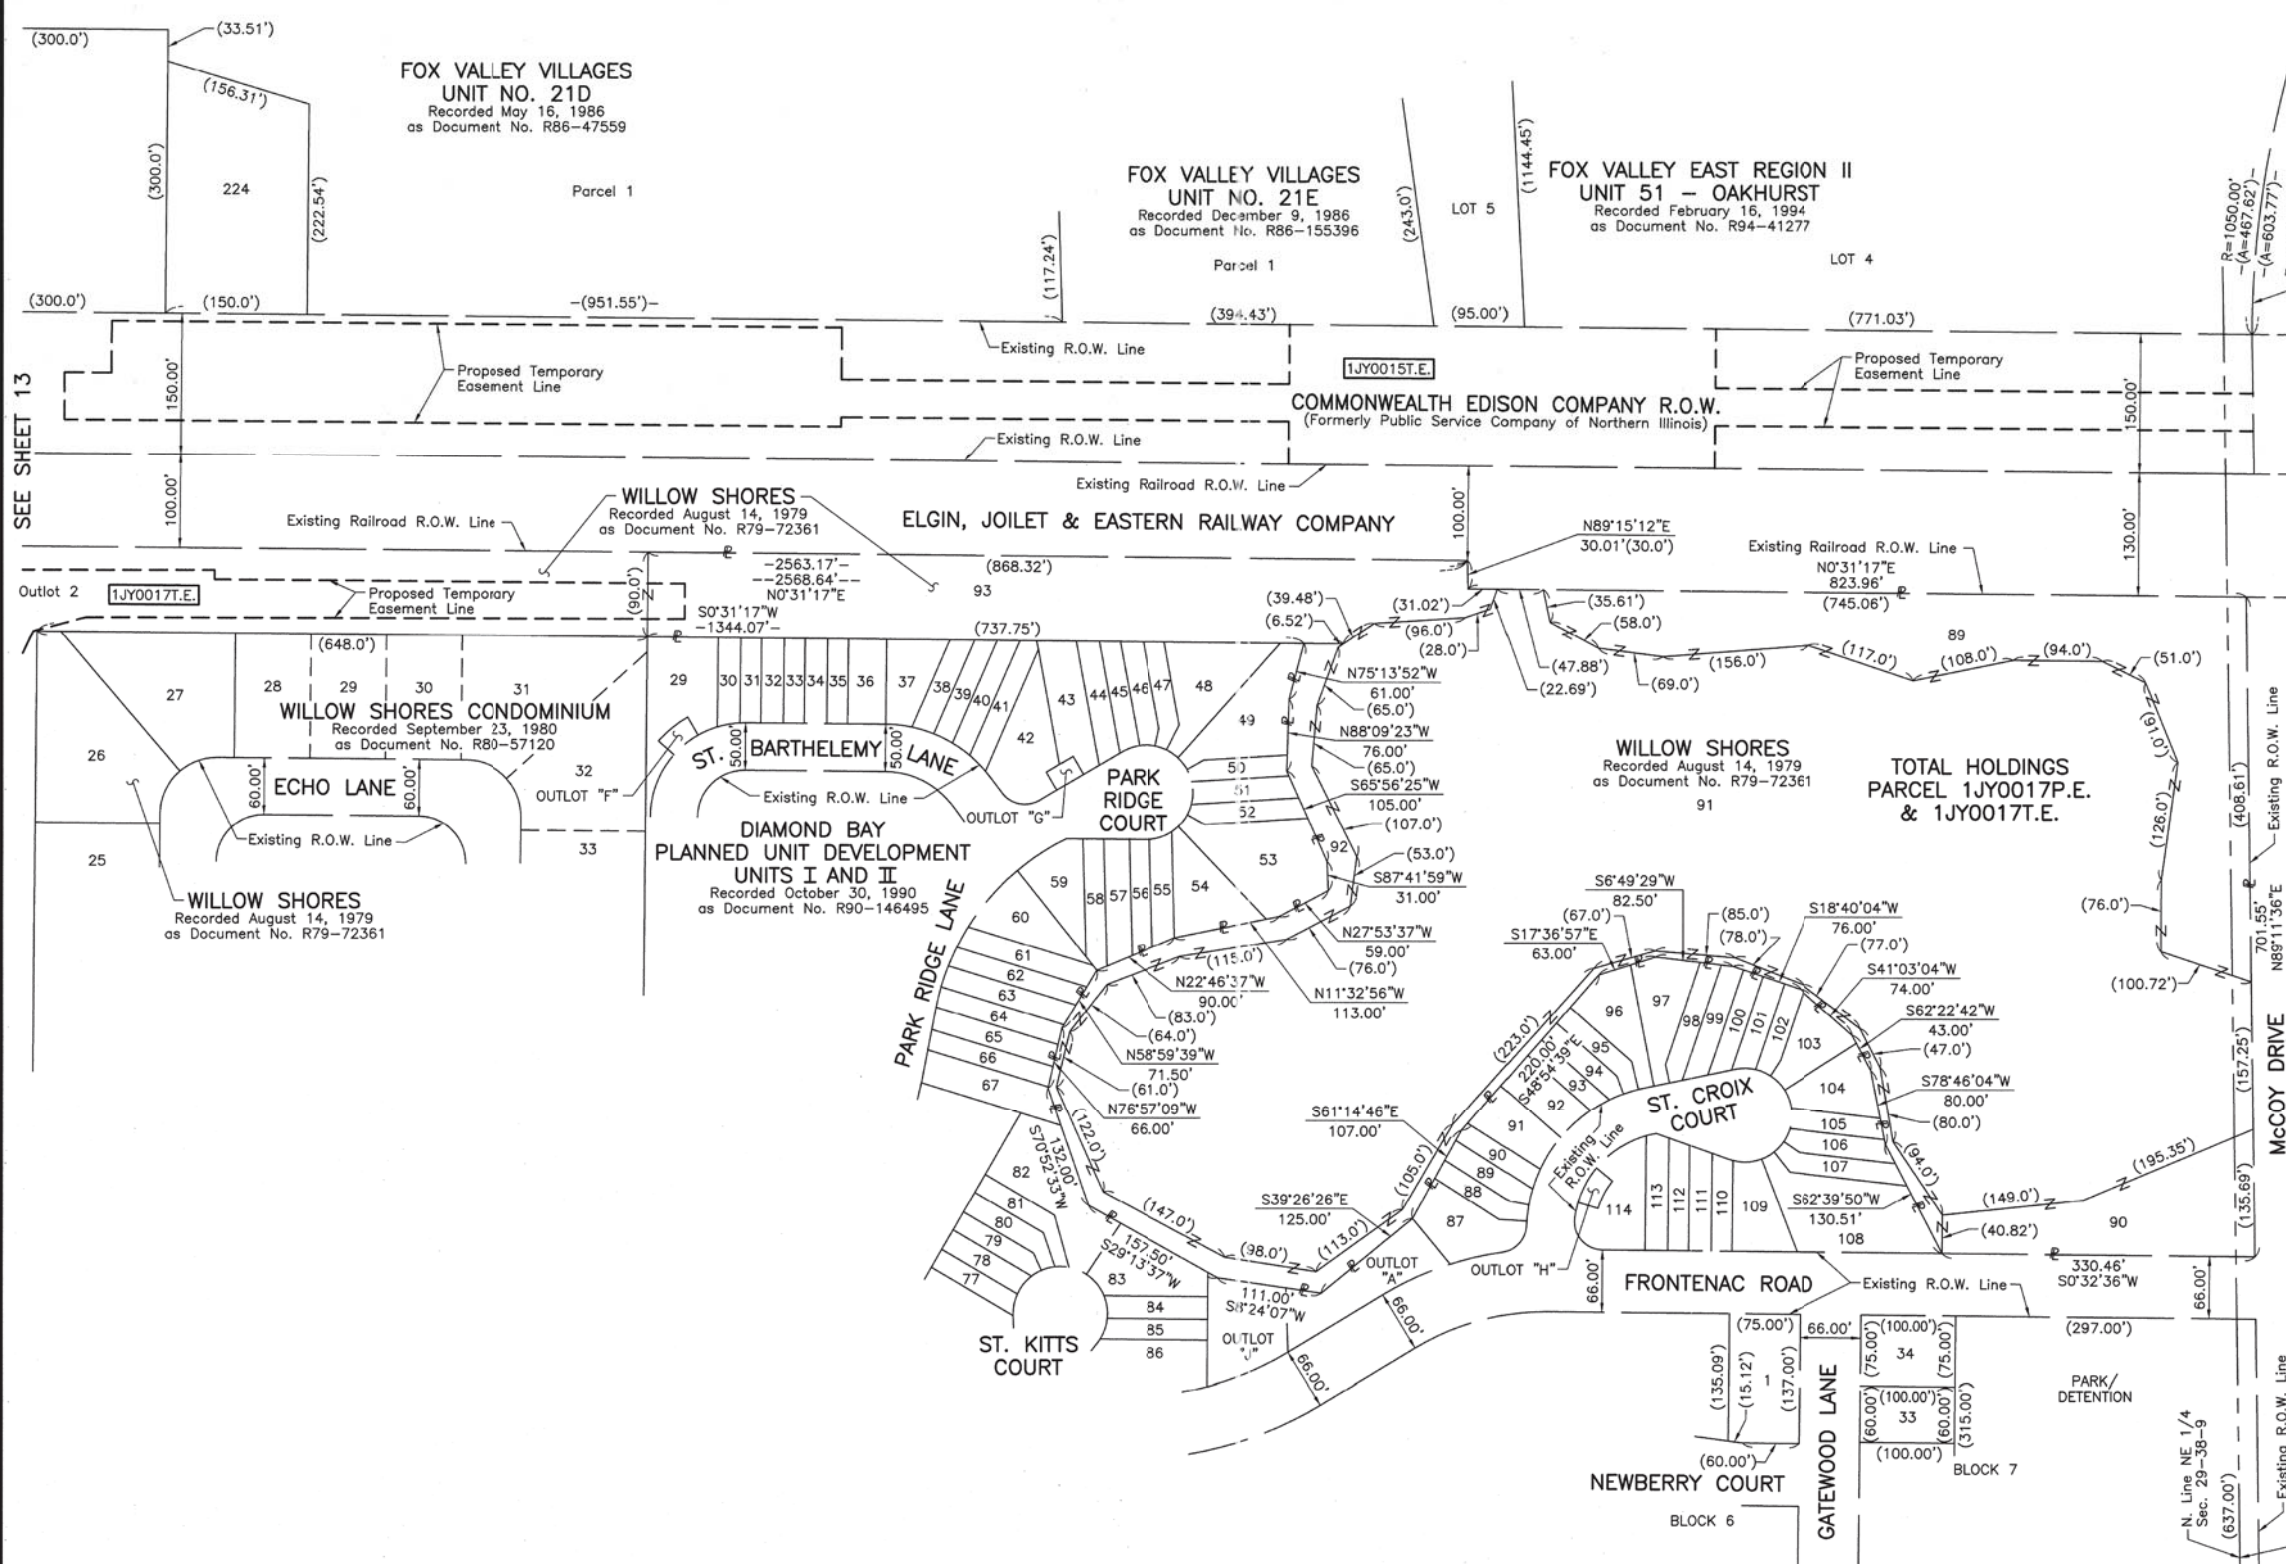 (300.0')
(33.51')
(156.31')
FOX VALLEY VILLAGES
UNIT NO. 21D
Recorded May 16, 1986
as Document No. R86-47559
(300.0')
224
(222.54')
Parcel 1
(300.0')
(150.0')
-(951.55')-
(117.24')
FOX VALLEY VILLAGES
UNIT NO. 21E
Recorded December 9, 1986
as Document No. R86-155396
Parcel 1
(394.43')
(243.0')
LOT 5
(95.00')
(1144.45')
FOX VALLEY EAST REGION II
UNIT 51 - OAKHURST
Recorded February 16, 1994
as Document No. R94-41277
LOT 4
(771.03')
R=1050.00'
-(A=467.62')-
-(A=603.77')-
SEE SHEET 13
150.00'
Proposed Temporary
Easement Line
Existing R.O.W. Line
1JY0015T.E.
COMMONWEALTH EDISON COMPANY R.O.W.
(Formerly Public Service Company of Northern Illinois)
Proposed Temporary
Easement Line
150.00'
Existing R.O.W. Line
100.00'
Existing Railroad R.O.W. Line
WILLOW SHORES
Recorded August 14, 1979
as Document No. R79-72361
Existing Railroad R.O.W. Line
ELGIN, JOILET & EASTERN RAILWAY COMPANY
100.00'
N89°15'12"E
30.01'(30.0')
Existing Railroad R.O.W. Line
N0°31'17"E
823.96'
(745.06')
130.00'
Outlot 2
1JY0017T.E.
Proposed Temporary
Easement Line
(90.0')
-2563.17'-
--2568.64'--
N0°31'17"E
S0°31'17"W
-1344.07'-
(868.32')
93
(737.75')
(39.48')
(6.52')
(31.02')
(96.0')
(28.0')
(35.61')
(58.0')
(47.88')
(22.69')
(69.0')
(156.0')
(117.0')
(108.0')
89
(94.0')
(51.0')
(91.0')
(126.0')
(76.0')
(100.72')
(648.0')
27
28
29
30
31
WILLOW SHORES CONDOMINIUM
Recorded September 23, 1980
as Document No. R80-57120
26
60.00'
ECHO LANE
60.00'
32
OUTLOT "F"
Existing R.O.W. Line
25
33
WILLOW SHORES
Recorded August 14, 1979
as Document No. R79-72361
29
30
31
32
33
34
35
36
37
38
39
40
41
42
43
44
45
46
47
48
49
50
51
52
53
54
55
56
57
58
59
60
61
62
63
64
65
66
67
ST. BARTHELEMY LANE
50.00'
50.00'
Existing R.O.W. Line
OUTLOT "G"
PARK
RIDGE
COURT
DIAMOND BAY
PLANNED UNIT DEVELOPMENT
UNITS I AND II
Recorded October 30, 1990
as Document No. R90-146495
PARK RIDGE LANE
N75°13'52"W
61.00'
(65.0')
N88°09'23"W
76.00'
(65.0')
S65°56'25"W
105.00'
(107.0')
92
(53.0')
S87°41'59"W
31.00'
N27°53'37"W
59.00'
(76.0')
N11°32'56"W
113.00'
(115.0')
N22°46'37"W
90.00'
(83.0')
(64.0')
N58°59'39"W
71.50'
(61.0')
N76°57'09"W
66.00'
(122.0')
132.00'
S70°52'33"W
WILLOW SHORES
Recorded August 14, 1979
as Document No. R79-72361
91
TOTAL HOLDINGS
PARCEL 1JY0017P.E.
& 1JY0017T.E.
(408.61')
Existing R.O.W. Line
701.55'
N89°11'36"E
McCOY DRIVE
(157.25')
(135.69')
S6°49'29"W
82.50'
(67.0')
S17°36'57"E
63.00'
(85.0')
(78.0')
S18°40'04"W
76.00'
(77.0')
S41°03'04"W
74.00'
S62°22'42"W
43.00'
(47.0')
S78°46'04"W
80.00'
(80.0')
(94.0')
S62°39'50"W
130.51'
(195.35')
(149.0')
(40.82')
90
330.46'
S0°32'36"W
(223.0')
220.00'
S48°54'39"E
S61°14'46"E
107.00'
(105.0')
S39°26'26"E
125.00'
(113.0')
(98.0')
(147.0')
157.50'
S29°13'37"W
111.00'
S8°24'07"W
82
81
80
79
78
77
83
84
85
86
ST. KITTS
COURT
OUTLOT
"J"
OUTLOT
"A"
66.00'
66.00'
87
88
89
90
91
92
93
94
95
96
97
98
99
100
101
102
103
104
105
106
107
108
109
110
111
112
113
114
ST. CROIX
COURT
Existing
R.O.W. Line
OUTLOT "H"
66.00'
FRONTENAC ROAD
Existing R.O.W. Line
66.00'
(75.00')
66.00'
(100.00')
(297.00')
(135.09')
(15.12')
1
(137.00')
(75.00')
34
(75.00')
(60.00')
(100.00')
33
(60.00')
(315.00')
(100.00')
(60.00')
NEWBERRY COURT
BLOCK 6
GATEWOOD LANE
BLOCK 7
PARK/
DETENTION
N. Line NE 1/4
Sec. 29-38-9
(637.00')
Existing R.O.W. Line